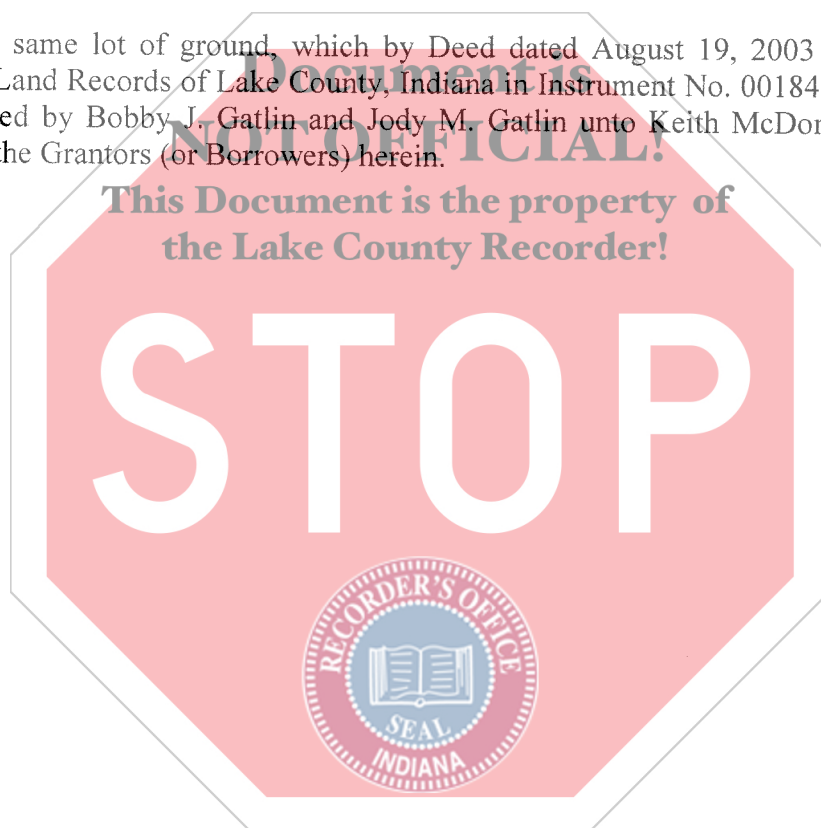 same lot of ground, which by Deed dated August 19, 2003
Land Records of Lake County, Indiana in Instrument No. 00184
ed by Bobby J. Gatlin and Jody M. Gatlin unto Keith McDon
the Grantors (or Borrowers) herein.
Document is
NOT OFFICIAL!
This Document is the property of
the Lake County Recorder!
STOP
RECORDER'S OFFICE
SEAL
INDIANA